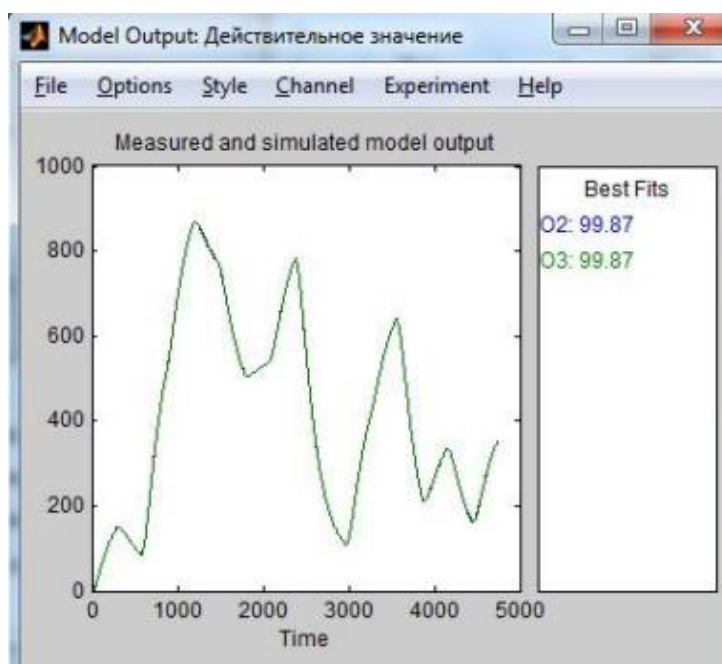 Model Output: Действительное значение
File Options Style Channel Experiment Help
Measured and simulated model output
1000
800
600
400
200
0
0 1000 2000 3000 4000 5000
Time
Best Fits
O2: 99.87
O3: 99.87